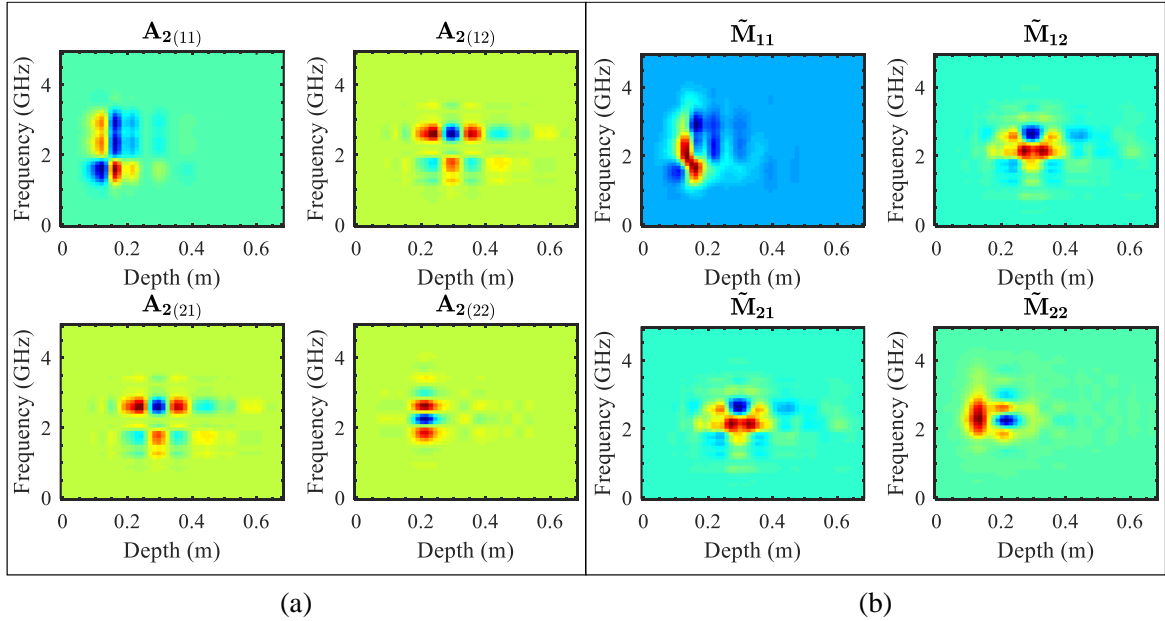 A₂₍₁₁₎
Frequency (GHz)
4
2
0
0 0.2 0.4 0.6
Depth (m)
A₂₍₁₂₎
Frequency (GHz)
4
2
0
0 0.2 0.4 0.6
Depth (m)
A₂₍₂₁₎
Frequency (GHz)
4
2
0
0 0.2 0.4 0.6
Depth (m)
A₂₍₂₂₎
Frequency (GHz)
4
2
0
0 0.2 0.4 0.6
Depth (m)
(a)
M̃₁₁
Frequency (GHz)
4
2
0
0 0.2 0.4 0.6
Depth (m)
M̃₁₂
Frequency (GHz)
4
2
0
0 0.2 0.4 0.6
Depth (m)
M̃₂₁
Frequency (GHz)
4
2
0
0 0.2 0.4 0.6
Depth (m)
M̃₂₂
Frequency (GHz)
4
2
0
0 0.2 0.4 0.6
Depth (m)
(b)